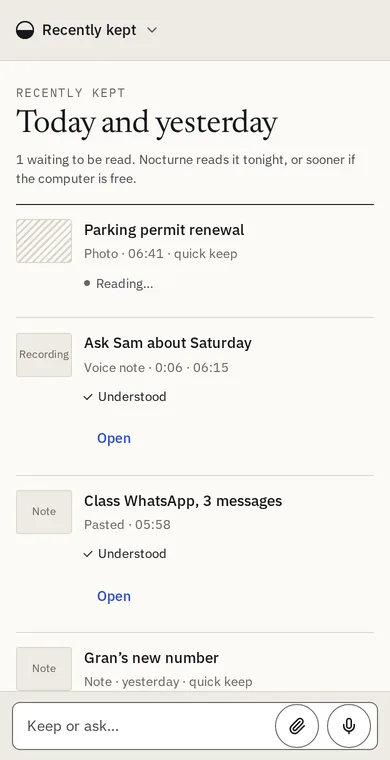 Recently kept
RECENTLY KEPT
Today and yesterday
1 waiting to be read. Nocturne reads it tonight, or sooner if
the computer is free.
Parking permit renewal
Photo · 06:41 · quick keep
Reading…
Recording
Ask Sam about Saturday
Voice note · 0:06 · 06:15
Understood
Open
Note
Class WhatsApp, 3 messages
Pasted · 05:58
Understood
Open
Note
Gran’s new number
Note · yesterday · quick keep
Keep or ask…